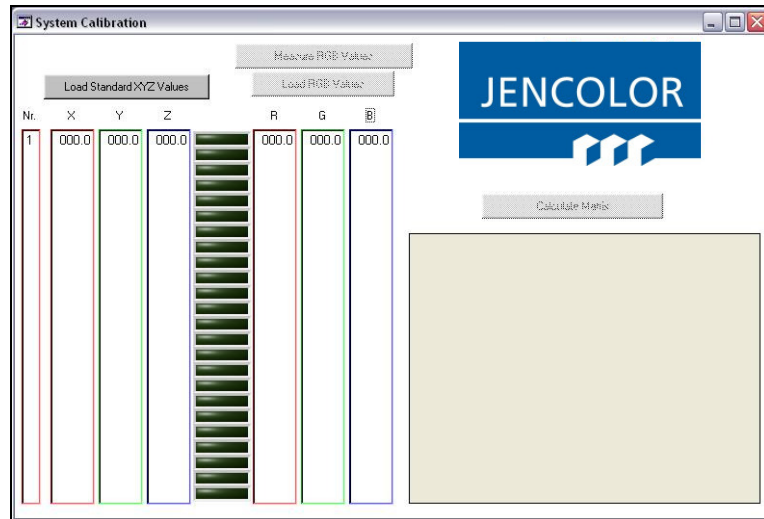 System Calibration
Measure RGB Values
Load Standard XYZ Values
Load RGB Values
JENCOLOR
Nr. X Y Z R G B
1 000.0 000.0 000.0 000.0 000.0 000.0
Calculate Matrix